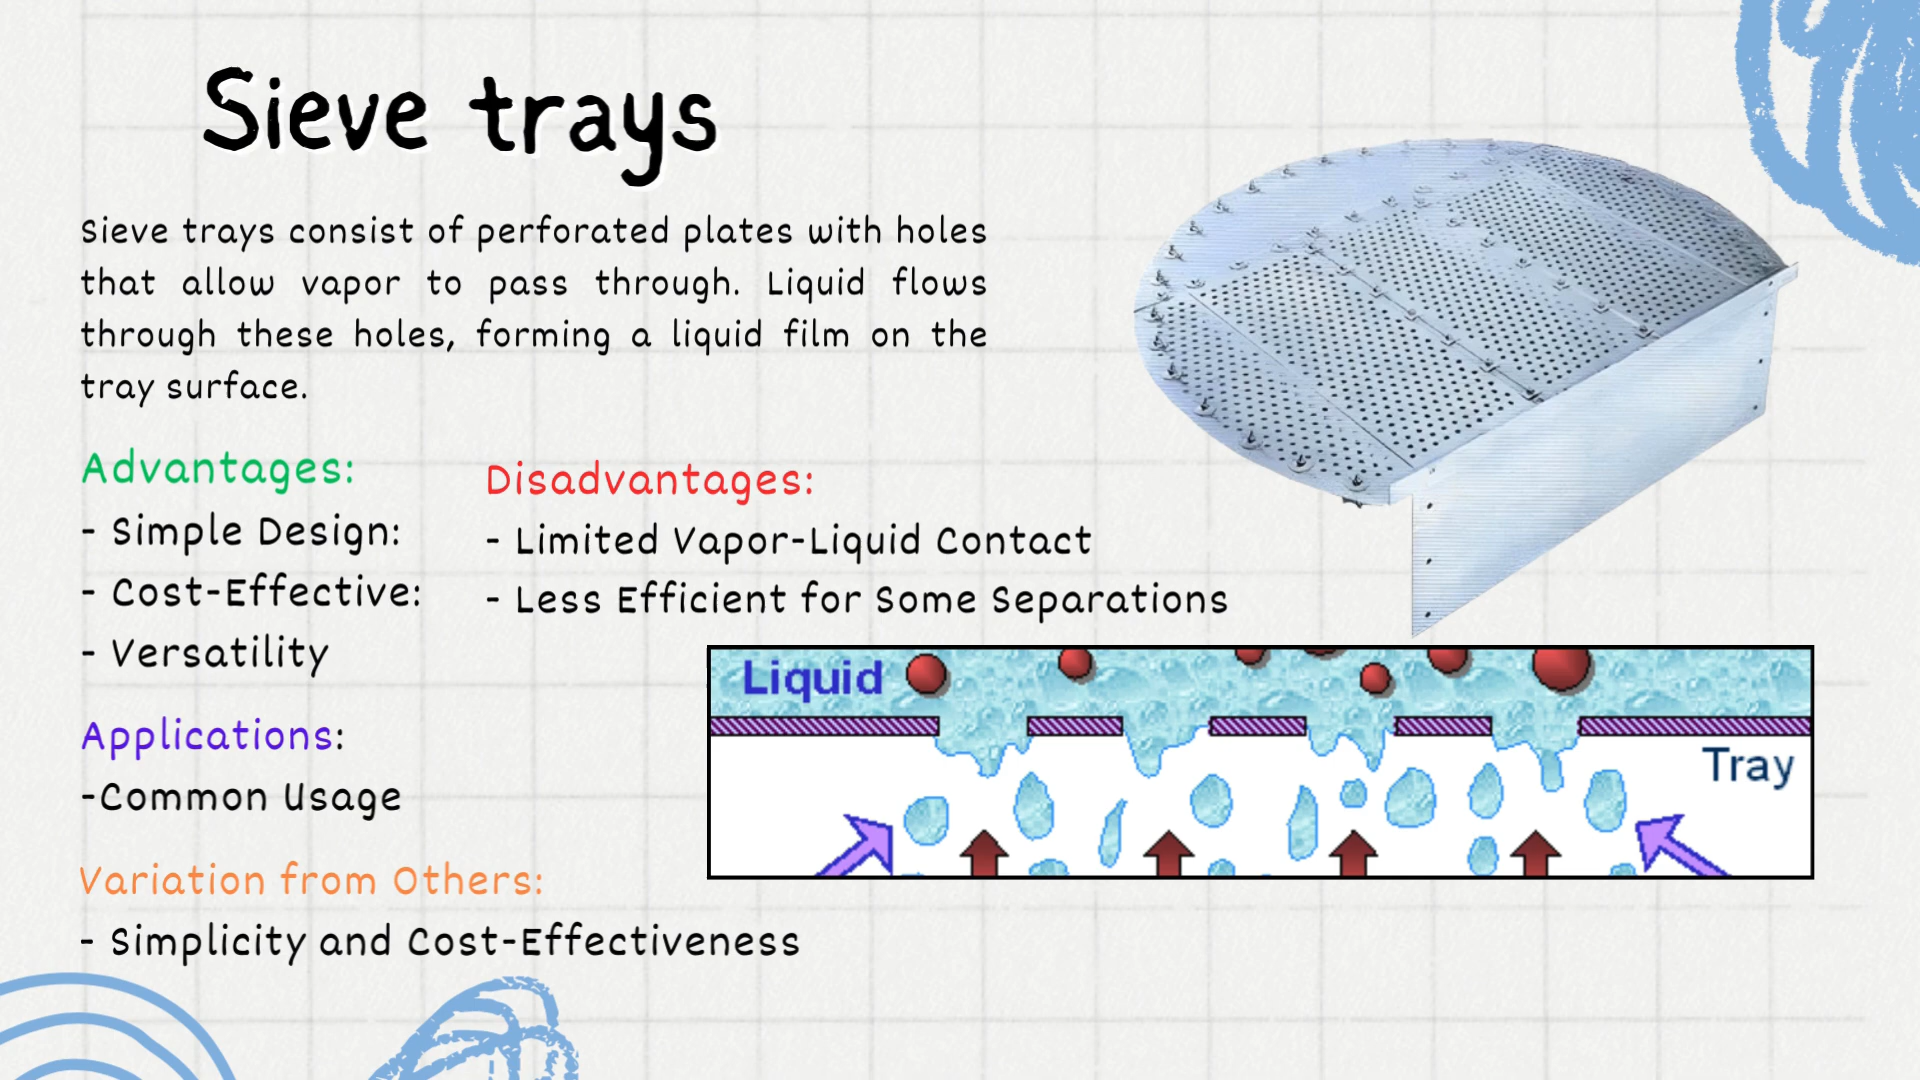 Sieve trays
Sieve trays consist of perforated plates with holes
that allow vapor to pass through. Liquid flows
through these holes, forming a liquid film on the
tray surface.
Advantages:
- Simple Design:
- Cost-Effective:
- Versatility
Disadvantages:
- Limited Vapor-Liquid Contact
- Less Efficient for Some Separations
Applications:
-Common Usage
Variation from Others:
- Simplicity and Cost-Effectiveness
Liquid
Tray